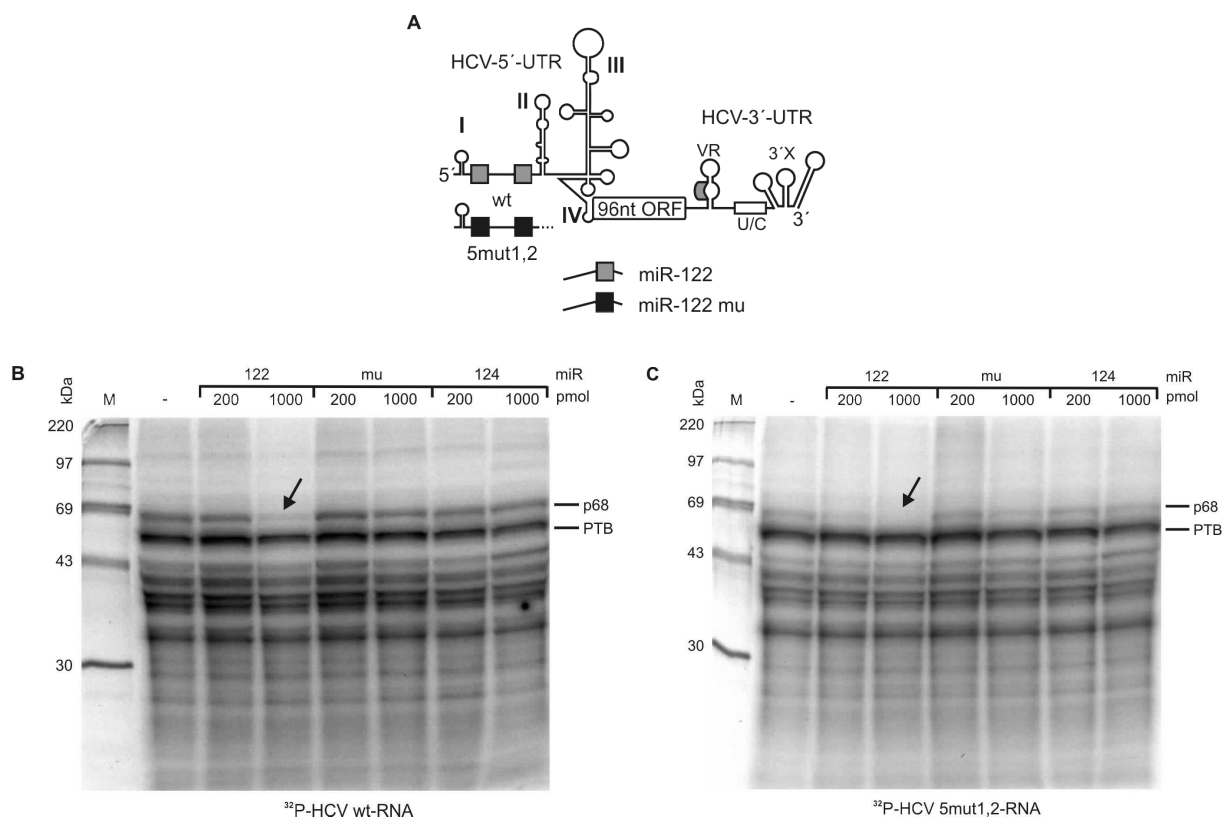 A
HCV-5´-UTR
III
II
HCV-3´-UTR
I
VR
3´X
5´
wt
IV
96nt ORF
U/C
3´
5mut1,2
miR-122
miR-122 mu
B
kDa
122
mu
124
miR
M
-
200
1000
200
1000
200
1000
pmol
220
97
69
43
30
p68
PTB
³²P-HCV wt-RNA
C
kDa
122
mu
124
miR
M
-
200
1000
200
1000
200
1000
pmol
220
97
69
43
30
p68
PTB
³²P-HCV 5mut1,2-RNA